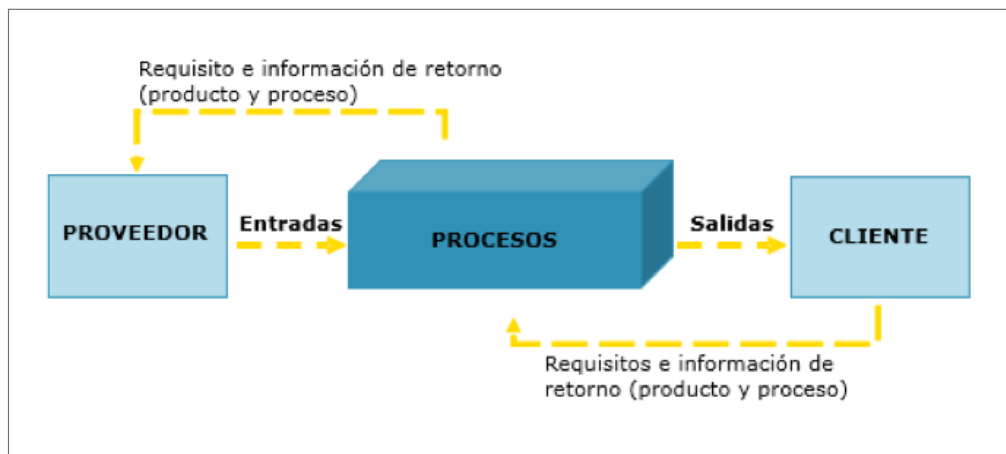 Requisito e información de retorno
(producto y proceso)
PROVEEDOR
Entradas
PROCESOS
Salidas
CLIENTE
Requisitos e información de
retorno (producto y proceso)